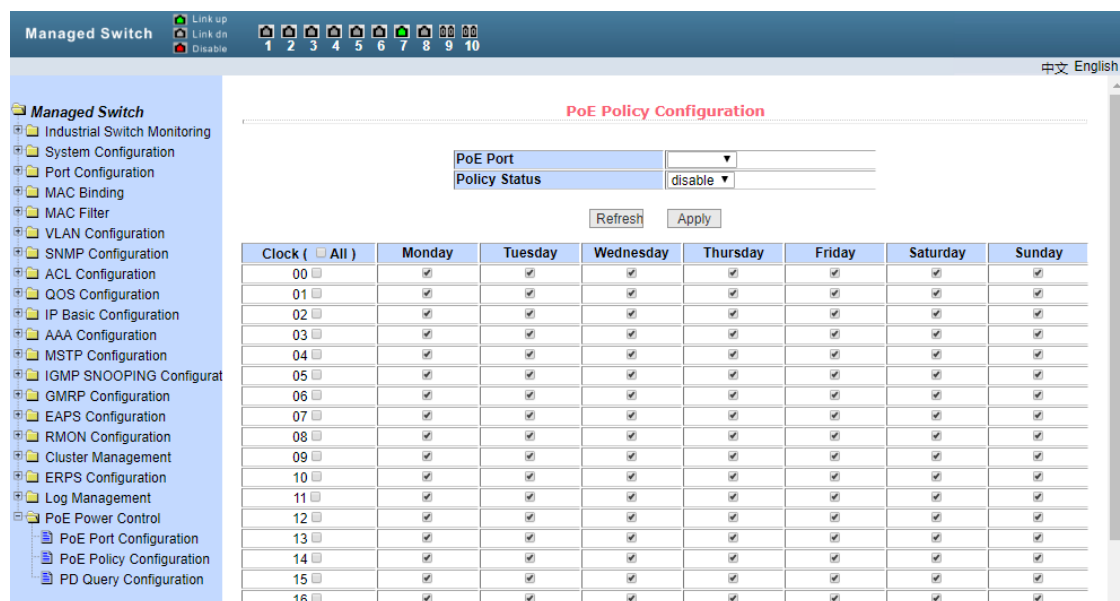 Managed Switch
Link up
Link dn
Disable
1 2 3 4 5 6 7 8 9 10
中文 English
Managed Switch
Industrial Switch Monitoring
System Configuration
Port Configuration
MAC Binding
MAC Filter
VLAN Configuration
SNMP Configuration
ACL Configuration
QOS Configuration
IP Basic Configuration
AAA Configuration
MSTP Configuration
IGMP SNOOPING Configurat
GMRP Configuration
EAPS Configuration
RMON Configuration
Cluster Management
ERPS Configuration
Log Management
PoE Power Control
PoE Port Configuration
PoE Policy Configuration
PD Query Configuration
PoE Policy Configuration
PoE Port
Policy Status disable
Refresh Apply
Clock ( All ) Monday Tuesday Wednesday Thursday Friday Saturday Sunday
00
01
02
03
04
05
06
07
08
09
10
11
12
13
14
15
16